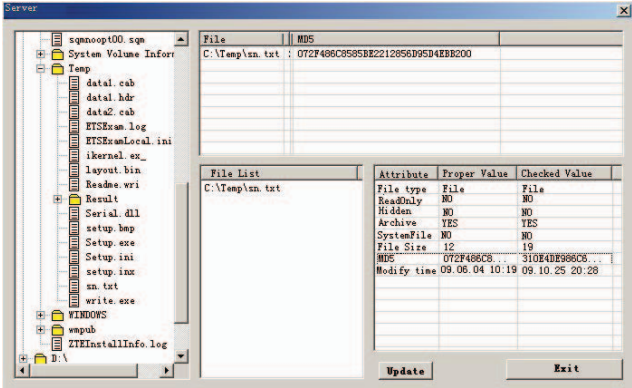 Server
sqmnoopt00.sqm
System Volume Inform
Temp
data1.cab
data1.hdr
data2.cab
ETSExam.log
ETSExamLocal.ini
ikernel.ex_
layout.bin
Readme.wri
Result
Serial.dll
setup.bmp
Setup.exe
Setup.ini
setup.inx
sn.txt
write.exe
WINDOWS
wmpub
ZTEInstallInfo.log
D:\
File MD5
C:\Temp\sn.txt : 072F486C8585BE2212856D95D4EBB200
File List
C:\Temp\sn.txt
Attribute Proper Value Checked Value
File type File File
ReadOnly NO NO
Hidden NO NO
Archive YES YES
SystemFile NO NO
File Size 12 19
MD5 072F486C8... 310E4DE986C6...
Modify time 09.06.04 10:19 09.10.25 20:28
Update
Exit